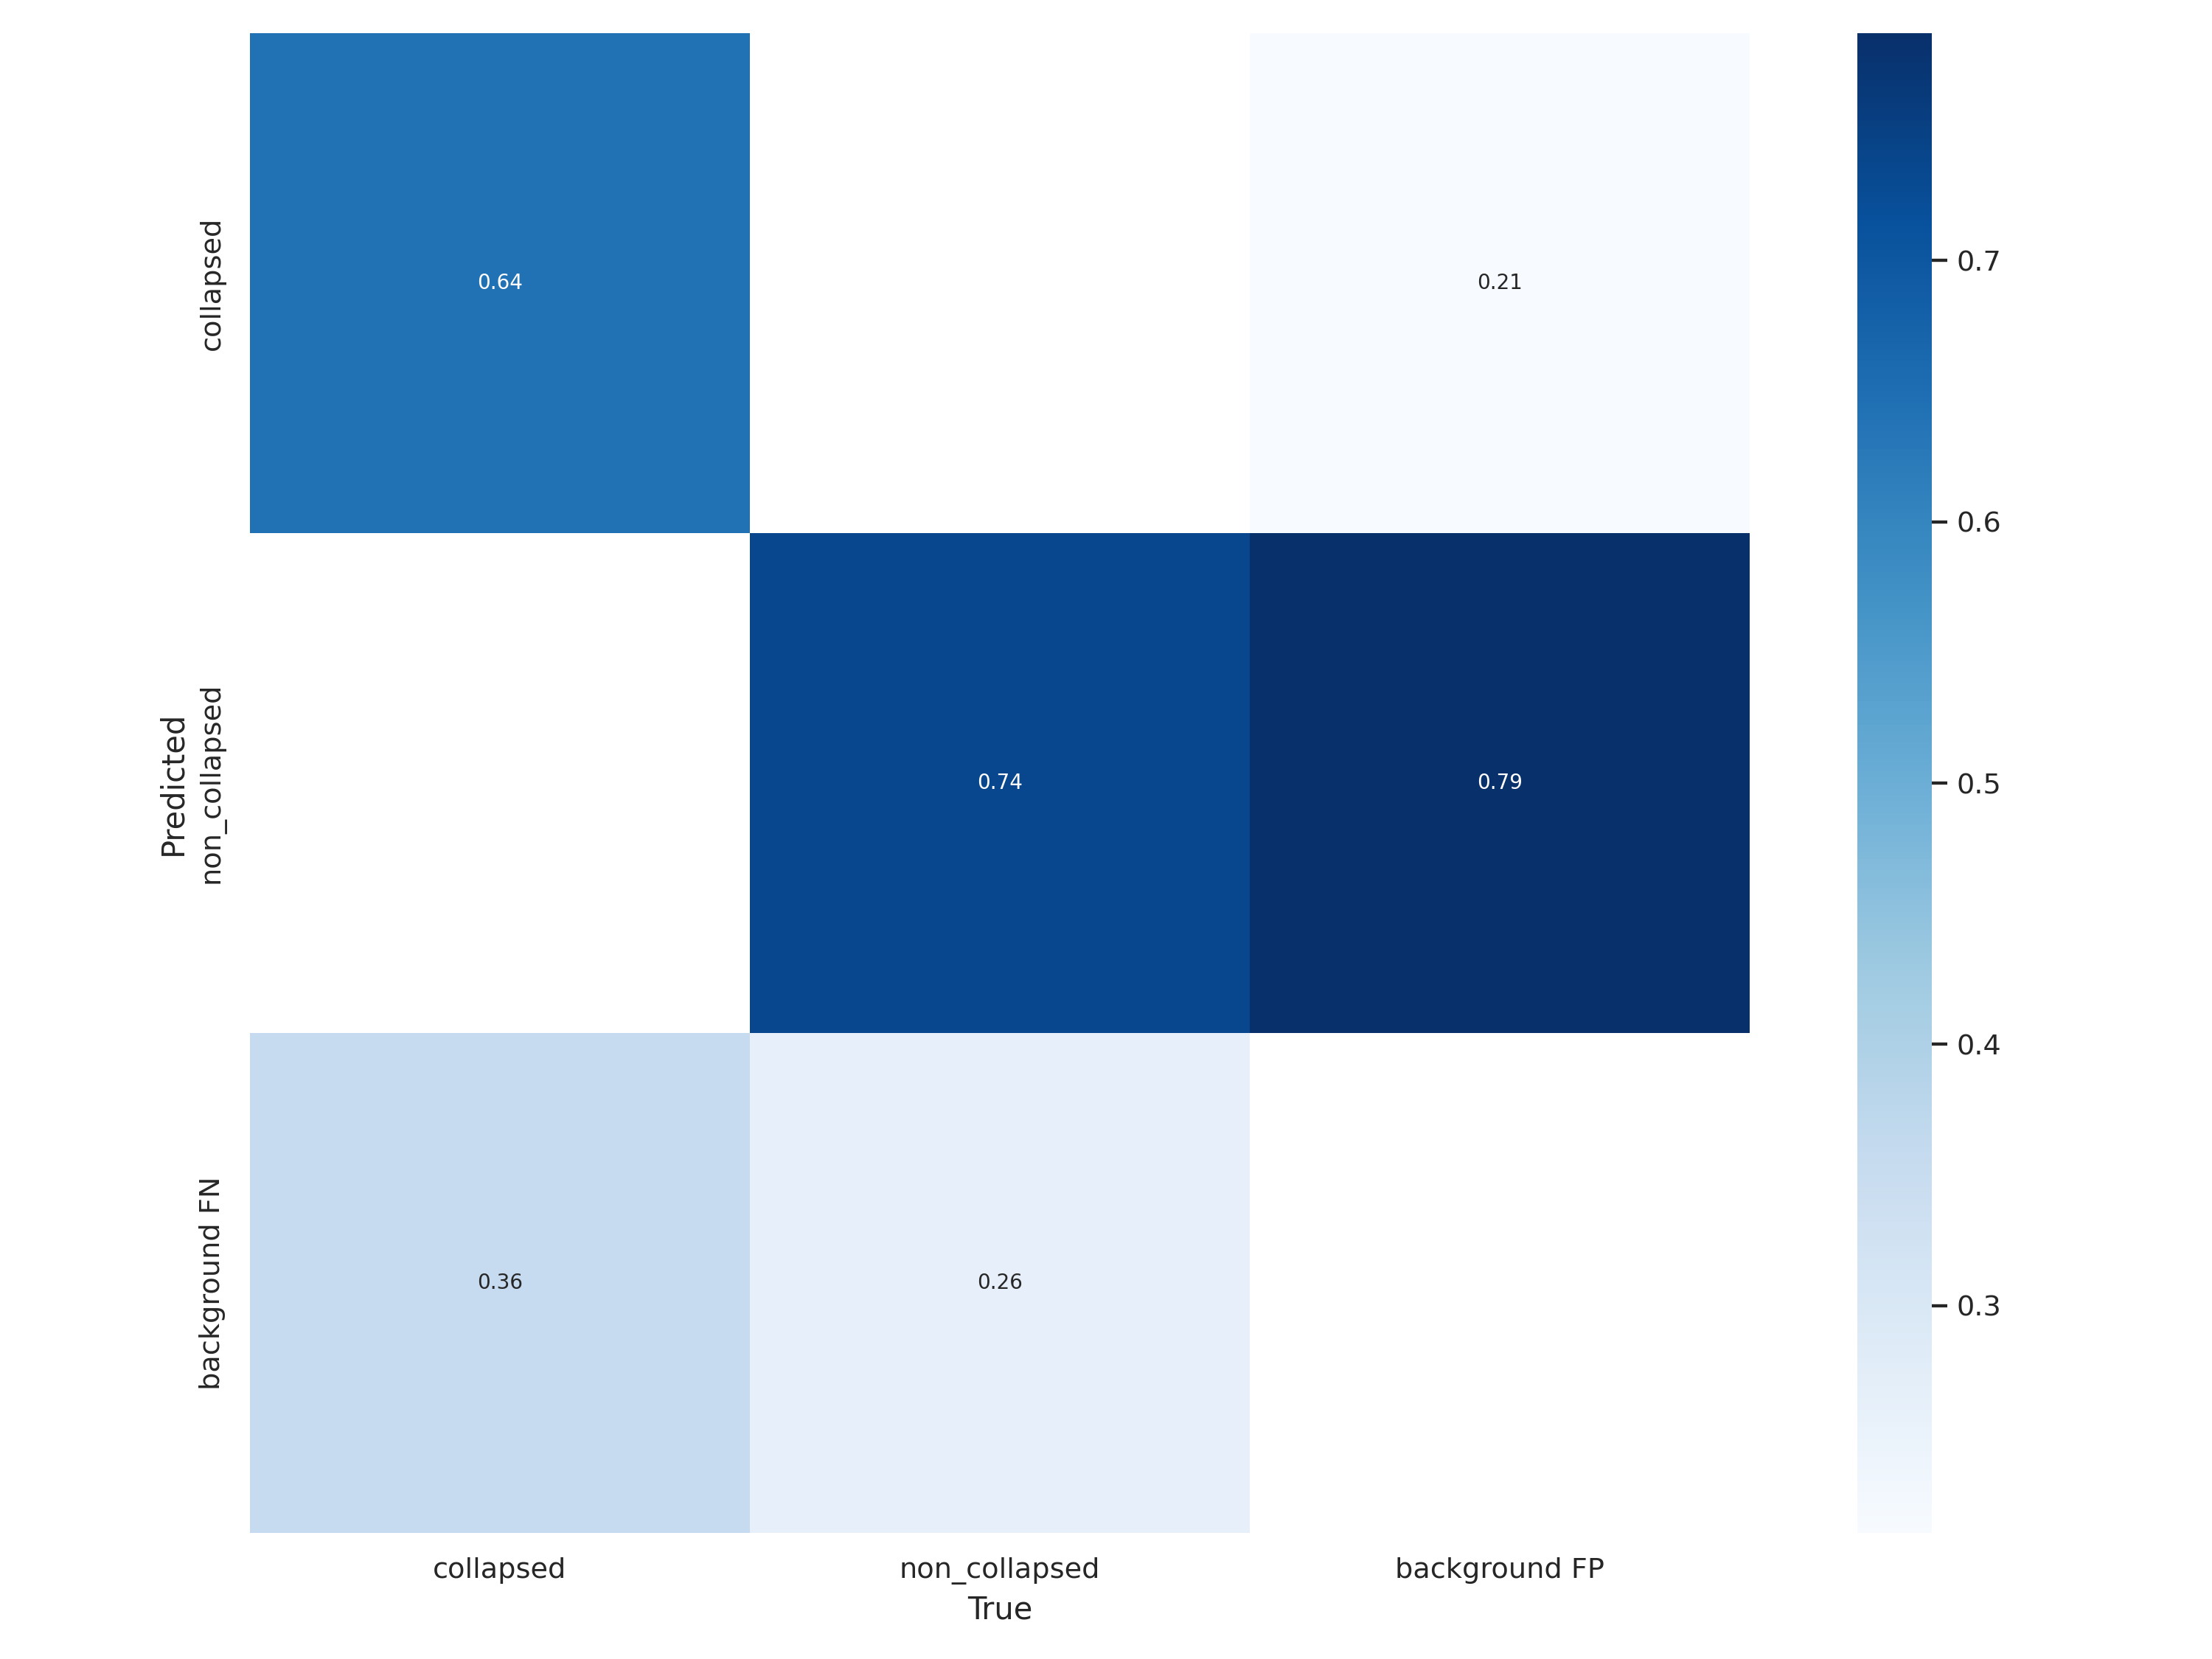 collapsed
0.64
0.21
Predicted
non_collapsed
0.74
0.79
background FN
0.36
0.26
collapsed
non_collapsed
background FP
True
0.7
0.6
0.5
0.4
0.3